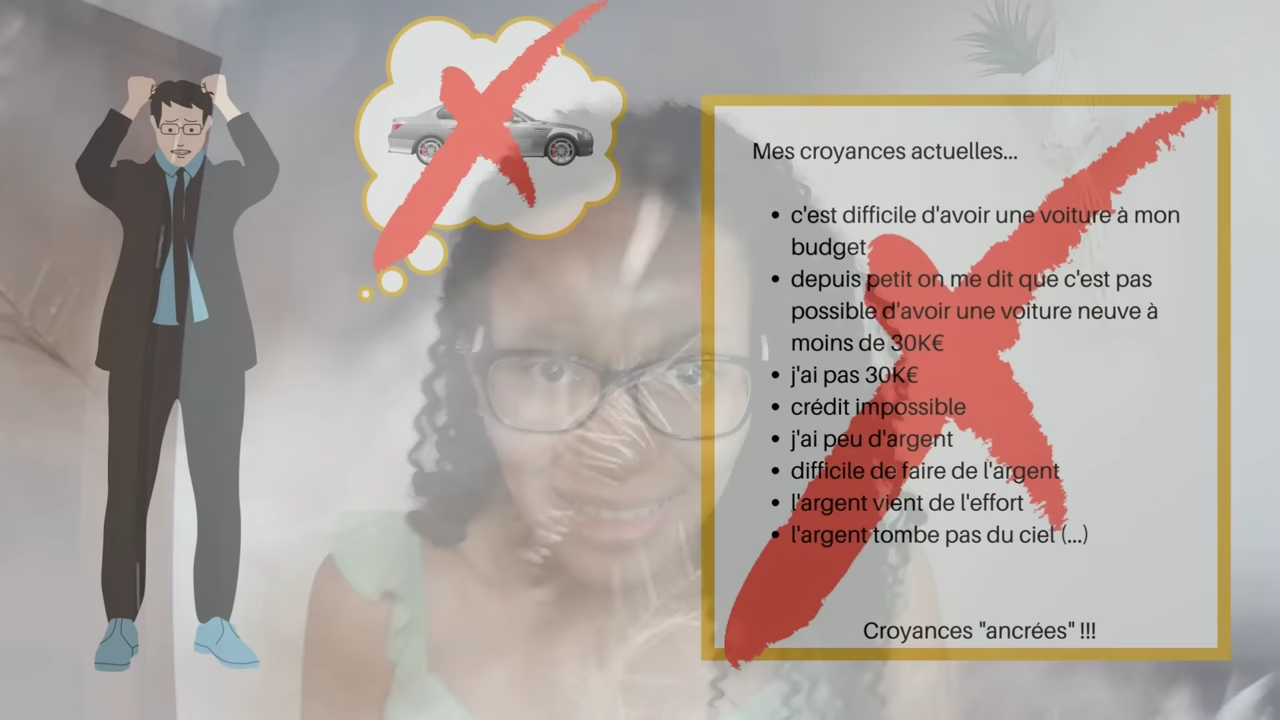 Mes croyances actuelles...
• c'est difficile d'avoir une voiture à mon
budget
• depuis petit on me dit que c'est pas
possible d'avoir une voiture neuve à
moins de 30K€
• j'ai pas 30K€
• crédit impossible
• j'ai peu d'argent
• difficile de faire de l'argent
• l'argent vient de l'effort
• l'argent tombe pas du ciel (...)
Croyances "ancrées" !!!